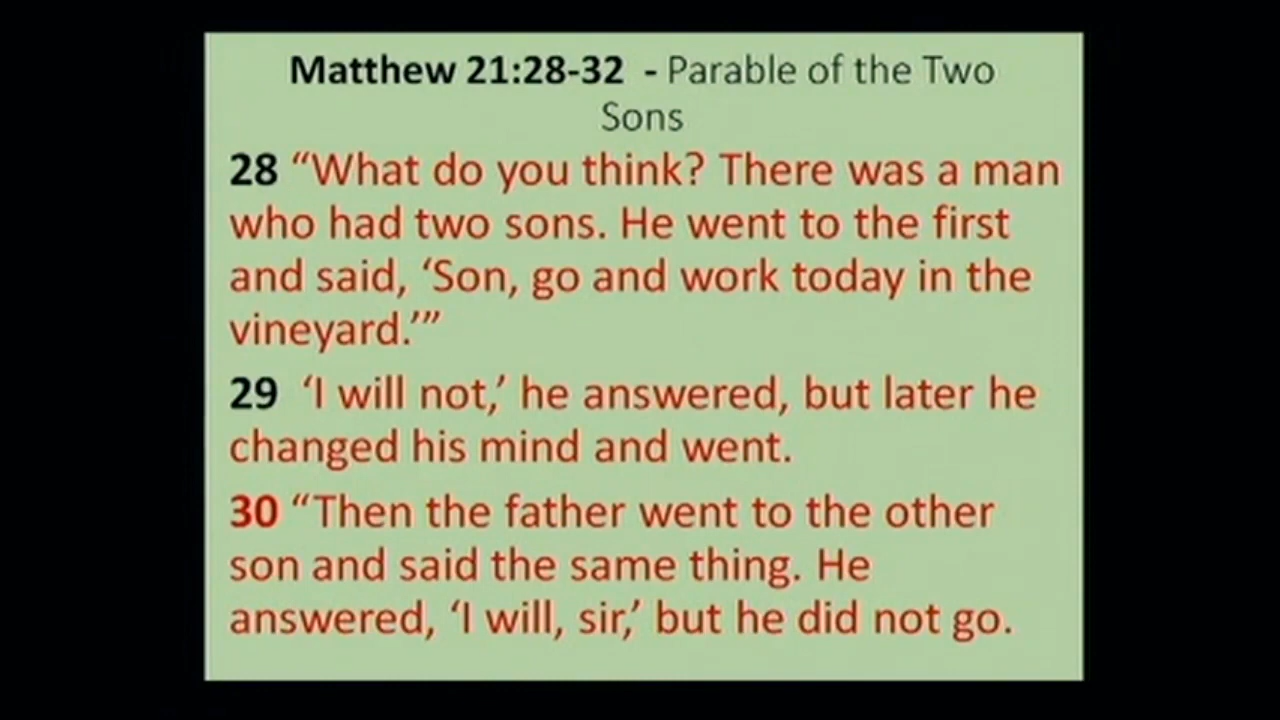 Matthew 21:28-32 - Parable of the Two
Sons
28 “What do you think? There was a man
who had two sons. He went to the first
and said, ‘Son, go and work today in the
vineyard.’”
29 ‘I will not,’ he answered, but later he
changed his mind and went.
30 “Then the father went to the other
son and said the same thing. He
answered, ‘I will, sir,’ but he did not go.